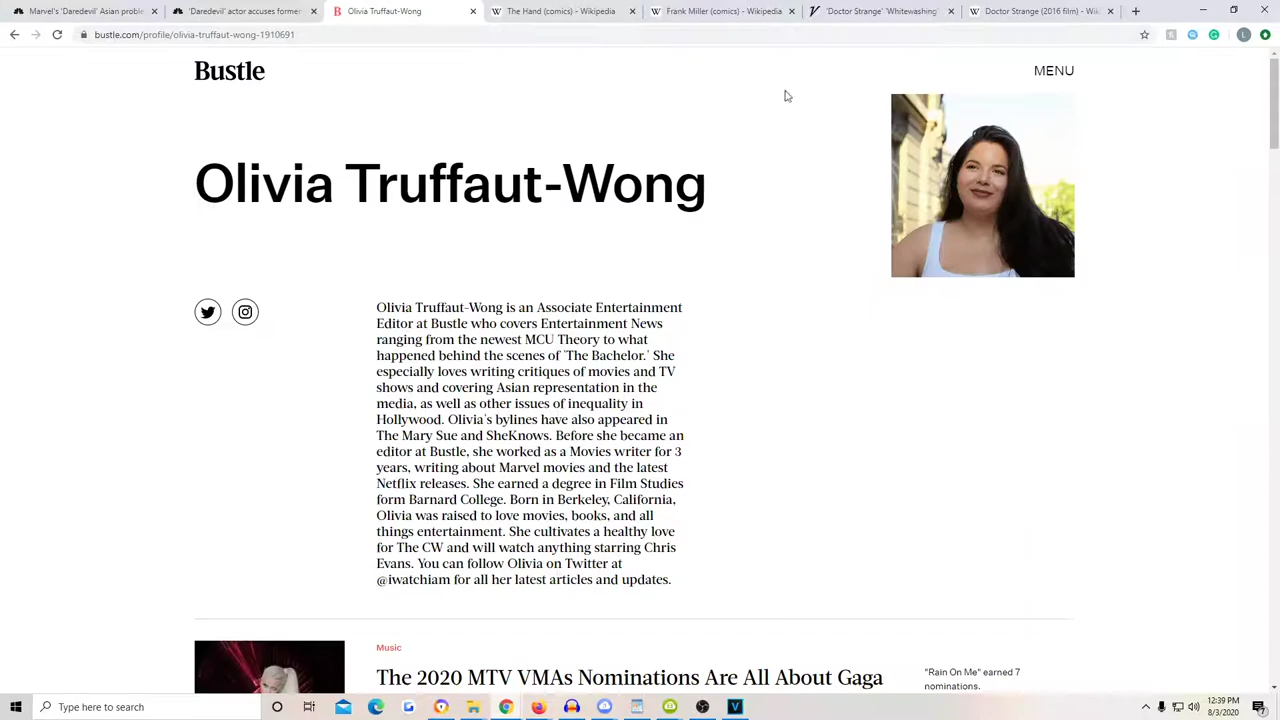 Marvel's 'Daredevil' Asian proble
'Daredevil' actor accuses former
Olivia Truffaut-Wong
The Hand (comics) - Wikipedia
Frank Miller (comics) - Wikipedia
'Doctor Strange' 'Whitewashing'
Doctor Strange (2016 film) - Wiki
bustle.com/profile/olivia-truffaut-wong-1910691
Bustle
MENU
Olivia Truffaut-Wong
Olivia Truffaut-Wong is an Associate Entertainment
Editor at Bustle who covers Entertainment News
ranging from the newest MCU Theory to what
happened behind the scenes of 'The Bachelor.' She
especially loves writing critiques of movies and TV
shows and covering Asian representation in the
media, as well as other issues of inequality in
Hollywood. Olivia's bylines have also appeared in
The Mary Sue and SheKnows. Before she became an
editor at Bustle, she worked as a Movies writer for 3
years, writing about Marvel movies and the latest
Netflix releases. She earned a degree in Film Studies
form Barnard College. Born in Berkeley, California,
Olivia was raised to love movies, books, and all
things entertainment. She cultivates a healthy love
for The CW and will watch anything starring Chris
Evans. You can follow Olivia on Twitter at
@iwatchiam for all her latest articles and updates.
Music
The 2020 MTV VMAs Nominations Are All About Gaga
"Rain On Me" earned 7
nominations.
Type here to search
12:39 PM
8/3/2020